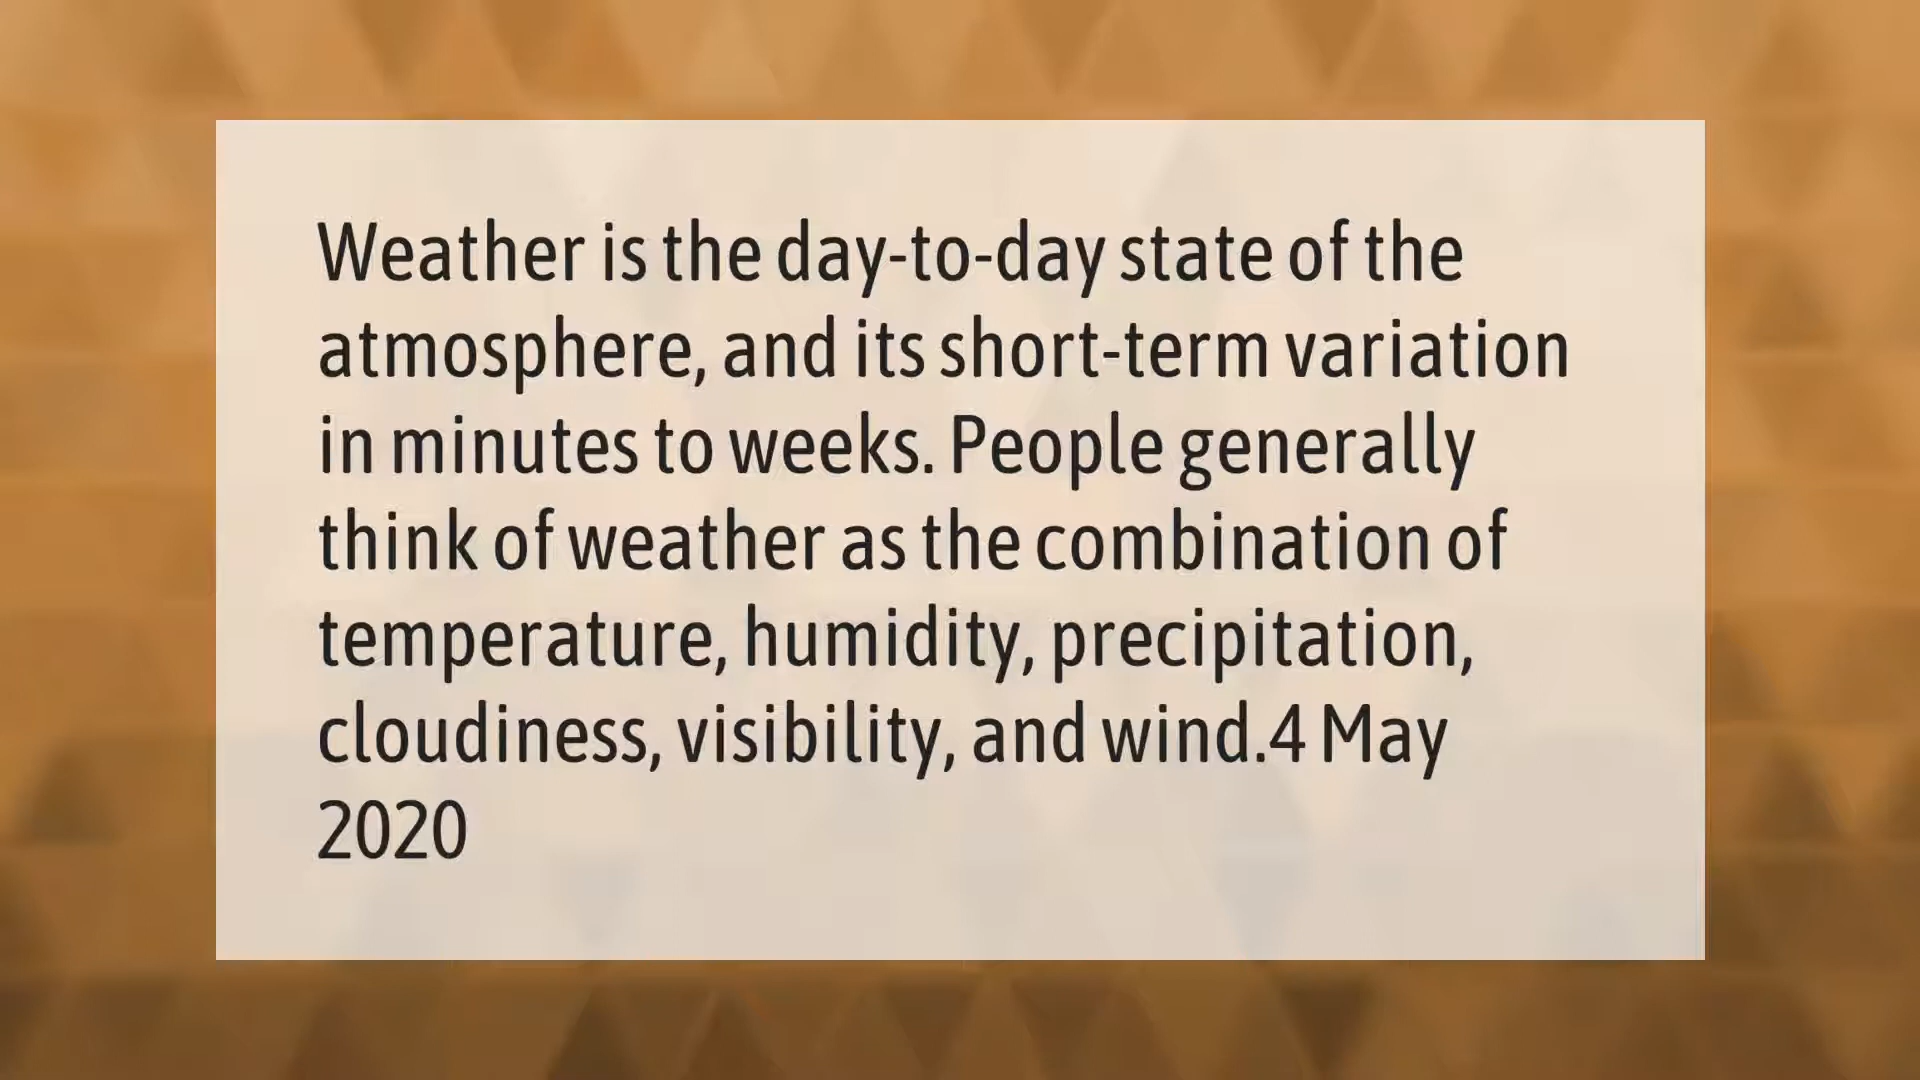 Weather is the day-to-day state of the
atmosphere, and its short-term variation
in minutes to weeks. People generally
think of weather as the combination of
temperature, humidity, precipitation,
cloudiness, visibility, and wind.4 May
2020